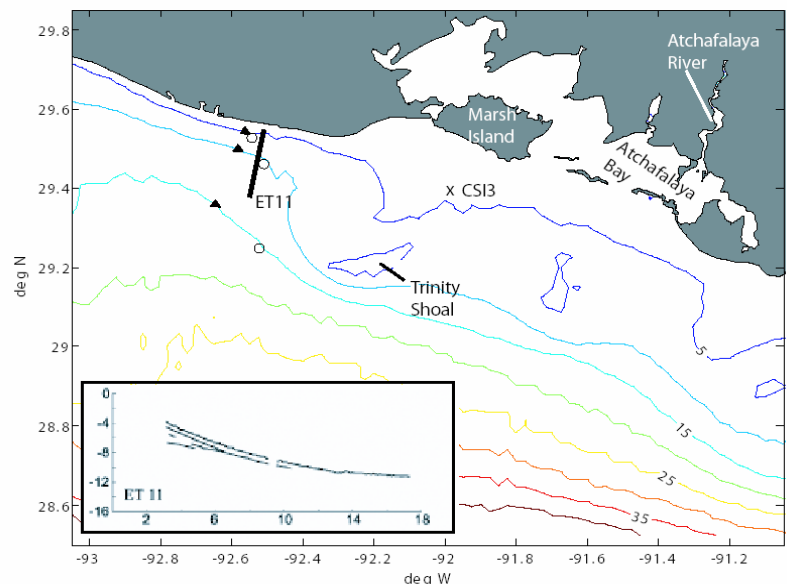 29.8
29.6
29.4
29.2
29
28.8
28.6
deg N
Atchafalaya
River
Marsh
Island
Atchafalaya
Bay
x CSI3
ET11
Trinity
Shoal
5
15
25
35
0
-4
-8
-12
-16
ET 11
2
6
10
14
18
-93
-92.8
-92.6
-92.4
-92.2
-92
-91.8
-91.6
-91.4
-91.2
deg W